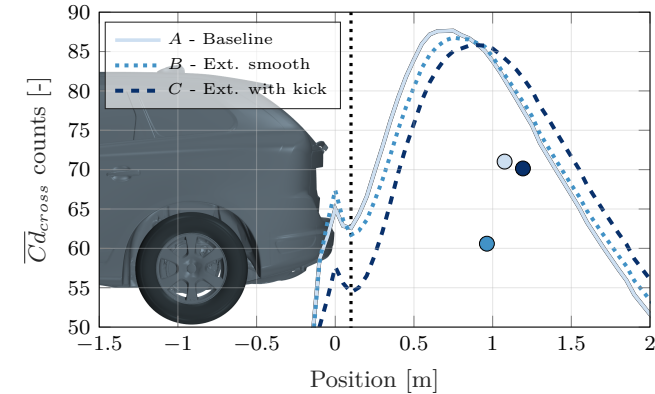 90
85
80
75
70
65
60
55
50
A - Baseline
B - Ext. smooth
C - Ext. with kick
−1.5 −1 −0.5 0 0.5 1 1.5 2
Position [m]
Cd_cross counts [-]